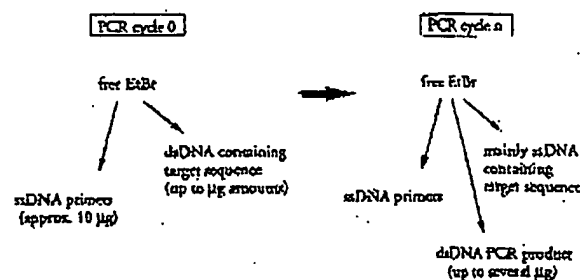 PCR cycle 0
free EtBr
dsDNA containing
target sequence
(up to µg amounts)
ssDNA primers
(approx. 10 µg)
PCR cycle n
free EtBr
mainly ssDNA
containing
target sequence
ssDNA primers
dsDNA PCR product
(up to several µg)